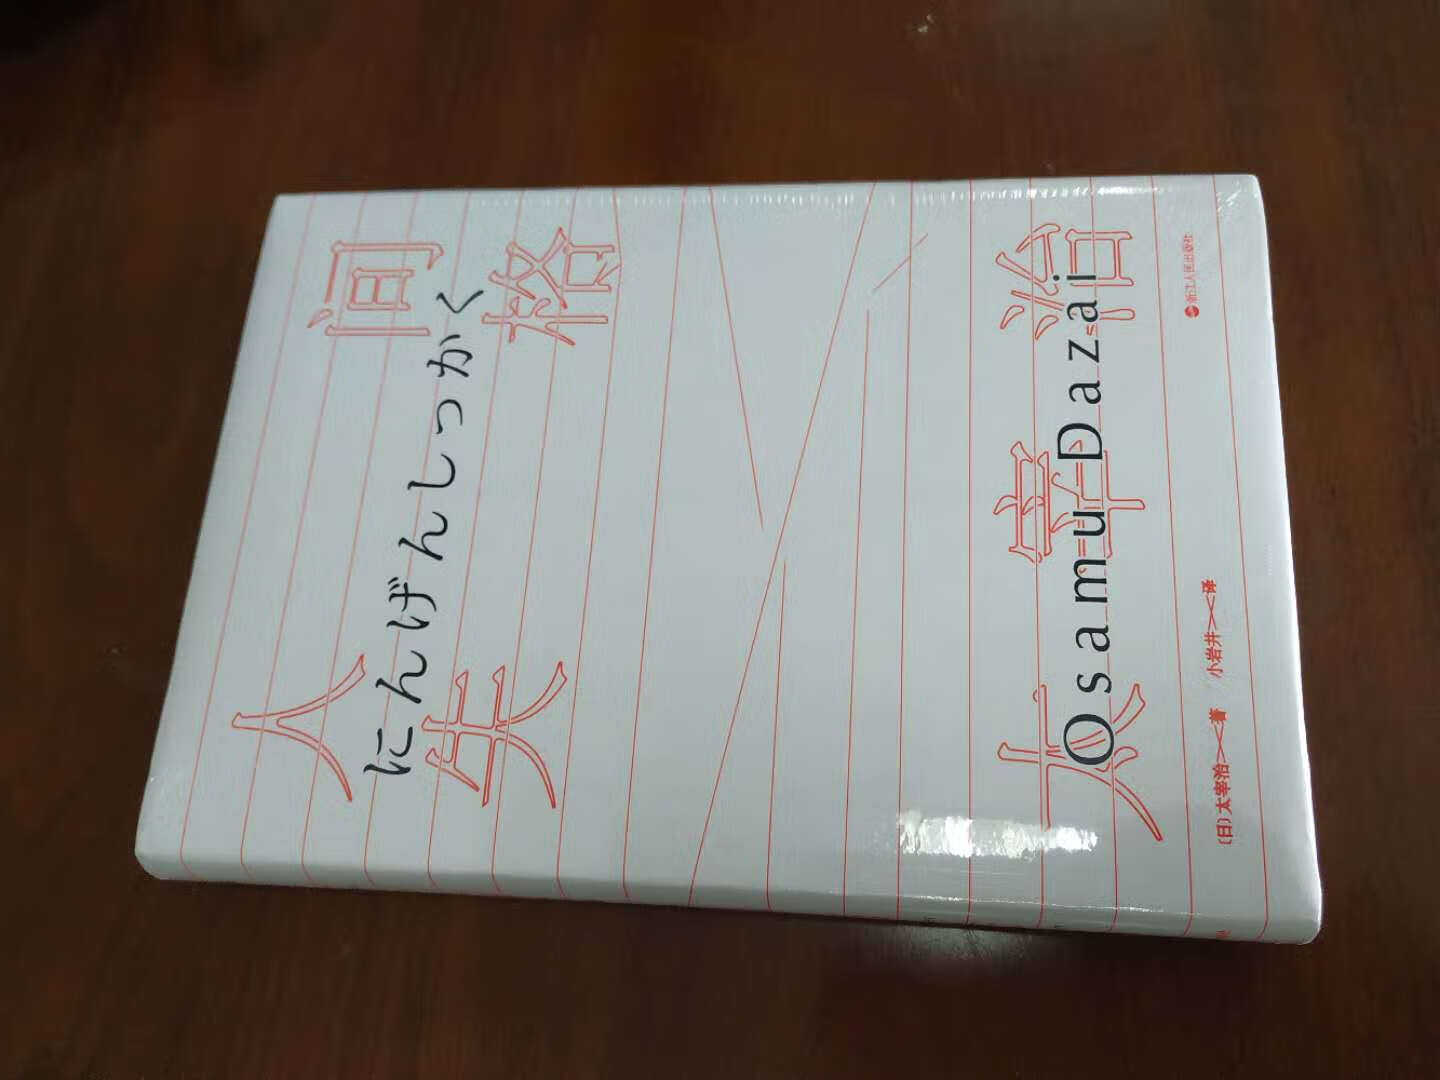 人间
にんげんしっかく
失格
太宰治
Osamu Dazai
〔日〕太宰治 著 小岩井 译
浙江人民出版社